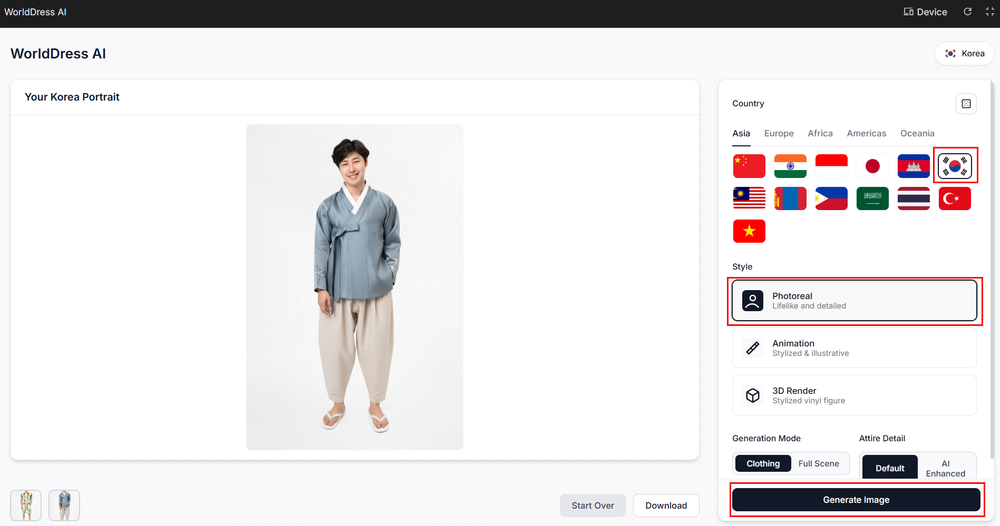 WorldDress AI
Device
WorldDress AI
Korea
Your Korea Portrait
Country
Asia Europe Africa Americas Oceania
Style
Photoreal
Lifelike and detailed
Animation
Stylized & illustrative
3D Render
Stylized vinyl figure
Generation Mode
Attire Detail
Clothing Full Scene
Default
AI
Enhanced
Start Over
Download
Generate Image